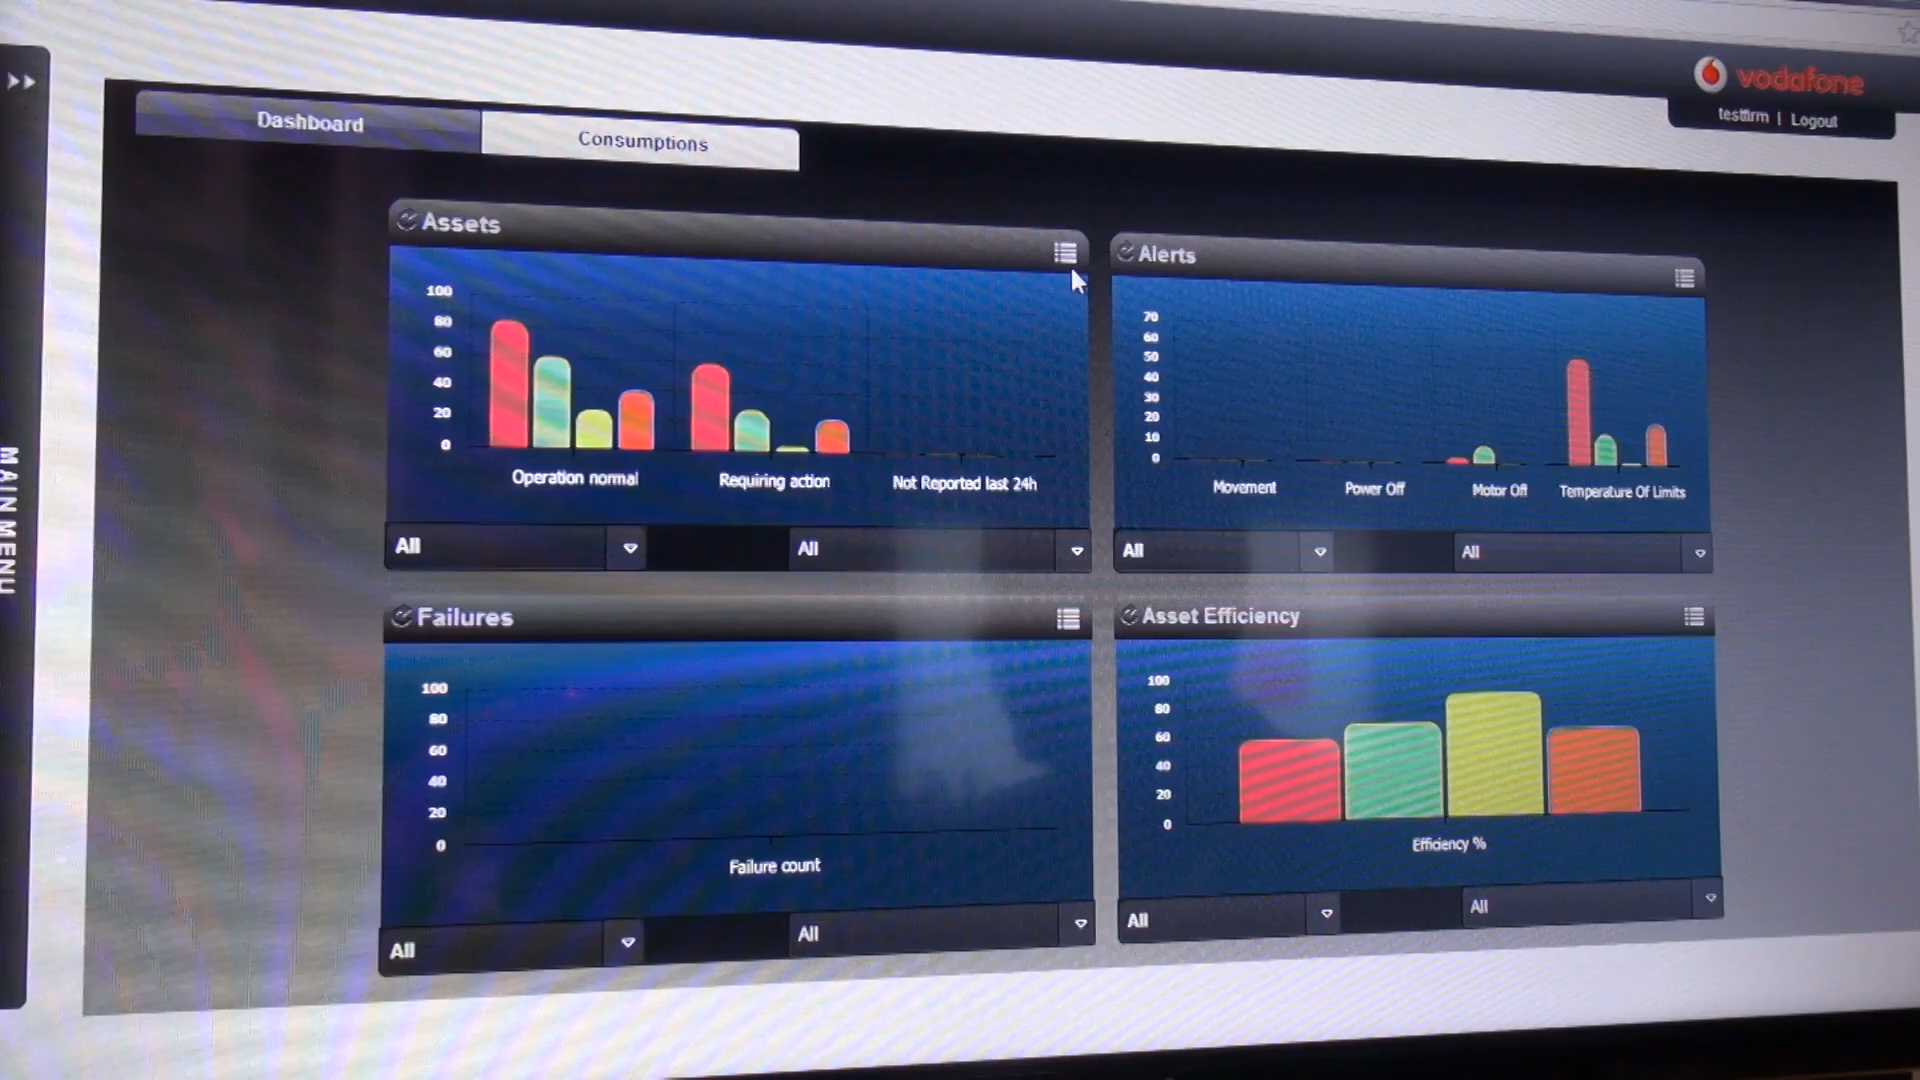 vodafone
testfirm | Logout
Dashboard
Consumptions
MAIN MENU
Assets
100
80
60
40
20
0
Operation normal
Requiring action
Not Reported last 24h
All
All
Alerts
70
60
50
40
30
20
10
0
Movement
Power Off
Motor Off
Temperature Of Limits
All
All
Failures
100
80
60
40
20
0
Failure count
All
All
Asset Efficiency
100
80
60
40
20
0
Efficiency %
All
All